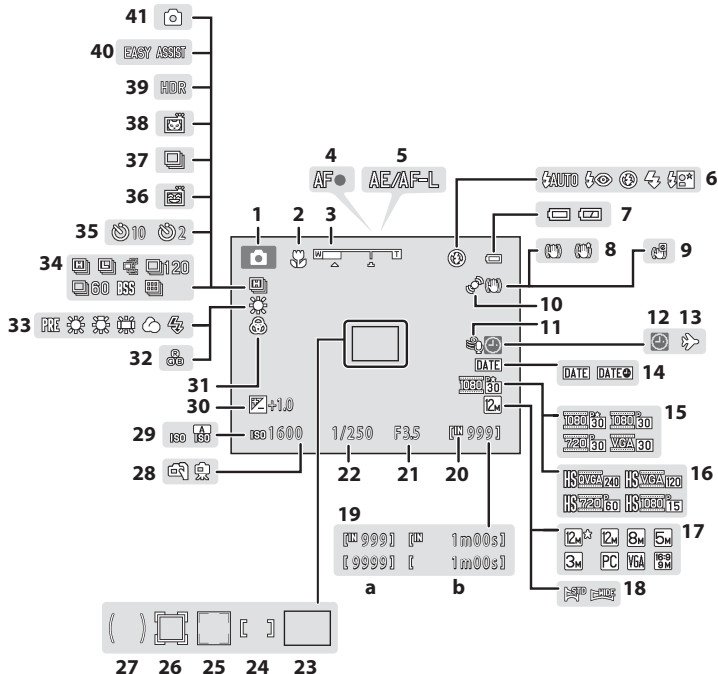 41
40 EASY ASSIST
39 HDR
38
37
36
35 10 2
34 H L 120
60 BSS
33 PRE
32 R G B
31
30 +1.0
29 ISO A ISO
28
4 5
AF AE/AF-L
1 2 3
W T
6 AUTO
7
8 9
10
11
12 13
DATE
14 DATE DATE
1080 30
12M
15 1080 30 1080 30
720 30 VGA 30
16 HS QVGA 240 HS VGA 120
HS 720 60 HS 1080 15
17 12M 12M 8M 5M
3M PC VGA 16:9 9M
18 STD WIDE
ISO 1600 1/250 F3.5 [IN 999]
22 21 20
19
[IN 999] [IN 1m00s]
[9999] [ 1m00s]
a b
27 26 25 24 23